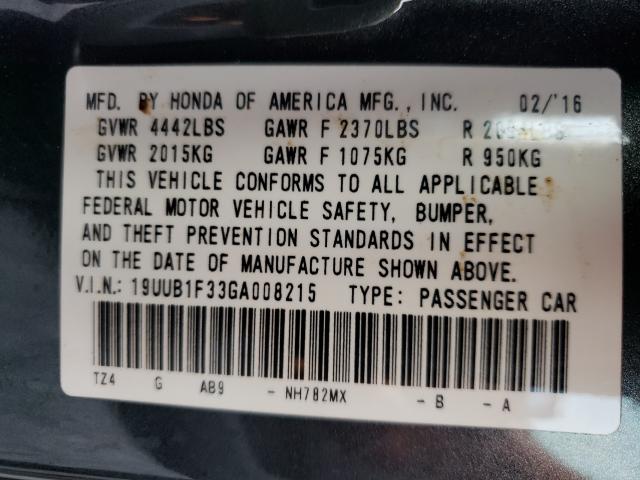 MFD. BY HONDA OF AMERICA MFG., INC. 02/'16
GVWR 4442LBS GAWR F 2370LBS R
GVWR 2015KG GAWR F 1075KG R 950KG
THIS VEHICLE CONFORMS TO ALL APPLICABLE
FEDERAL MOTOR VEHICLE SAFETY, BUMPER,
AND THEFT PREVENTION STANDARDS IN EFFECT
ON THE DATE OF MANUFACTURE SHOWN ABOVE.
V.I.N.: 19UUB1F33GA008215 TYPE: PASSENGER CAR
TZ4 G AB9 - NH782MX - B - A